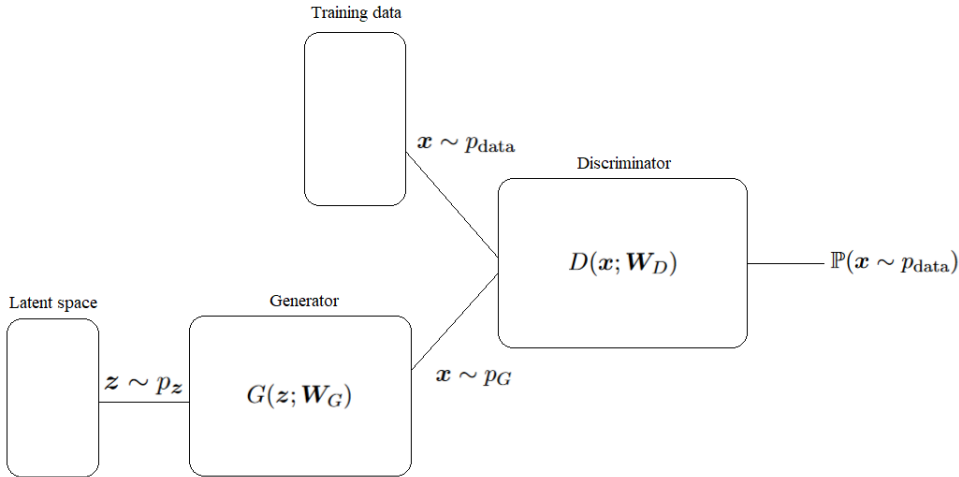 Training data
𝒙 ∼ p_data
Discriminator
D(𝒙; 𝑾_D)
ℙ(𝒙 ∼ p_data)
Latent space
Generator
𝒛 ∼ p_𝒛
G(𝒛; 𝑾_G)
𝒙 ∼ p_G